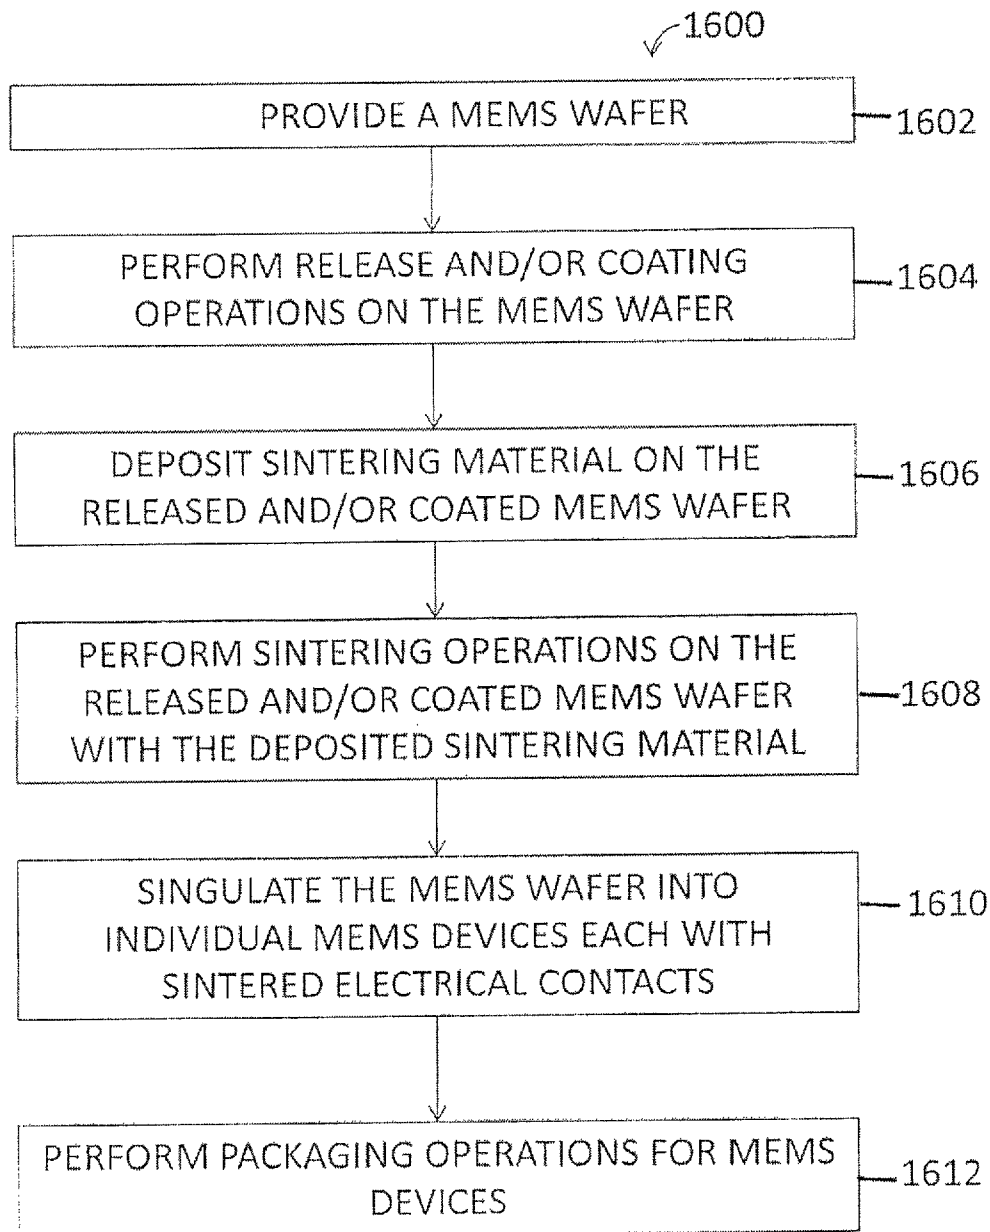 1600
PROVIDE A MEMS WAFER
1602
PERFORM RELEASE AND/OR COATING
OPERATIONS ON THE MEMS WAFER
1604
DEPOSIT SINTERING MATERIAL ON THE
RELEASED AND/OR COATED MEMS WAFER
1606
PERFORM SINTERING OPERATIONS ON THE
RELEASED AND/OR COATED MEMS WAFER
WITH THE DEPOSITED SINTERING MATERIAL
1608
SINGULATE THE MEMS WAFER INTO
INDIVIDUAL MEMS DEVICES EACH WITH
SINTERED ELECTRICAL CONTACTS
1610
PERFORM PACKAGING OPERATIONS FOR MEMS
DEVICES
1612